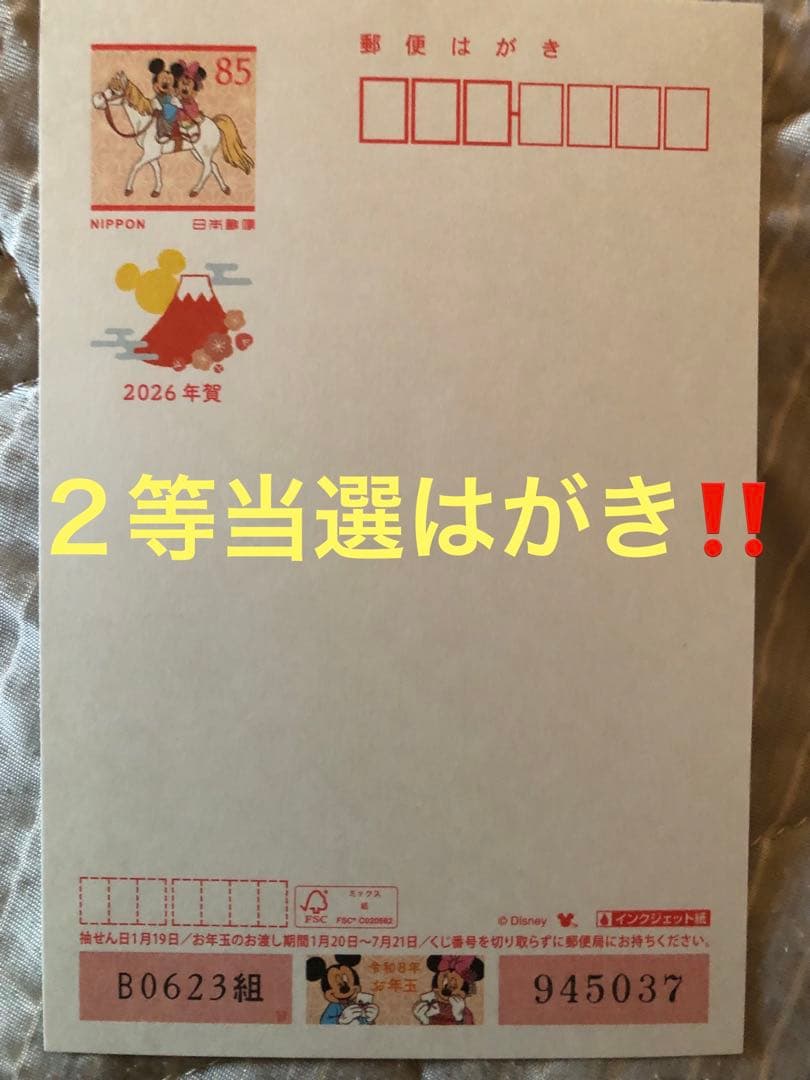 郵便はがき
85
NIPPON 日本郵便
2026年賀
２等当選はがき‼
ミックス
紙
FSC
FSC® C020562
© Disney
インクジェット紙
抽せん日1月19日／お年玉のお渡し期間1月20日～7月21日／くじ番号を切り取らずに郵便局にお持ちください。
B0623組
令和8年
お年玉
945037